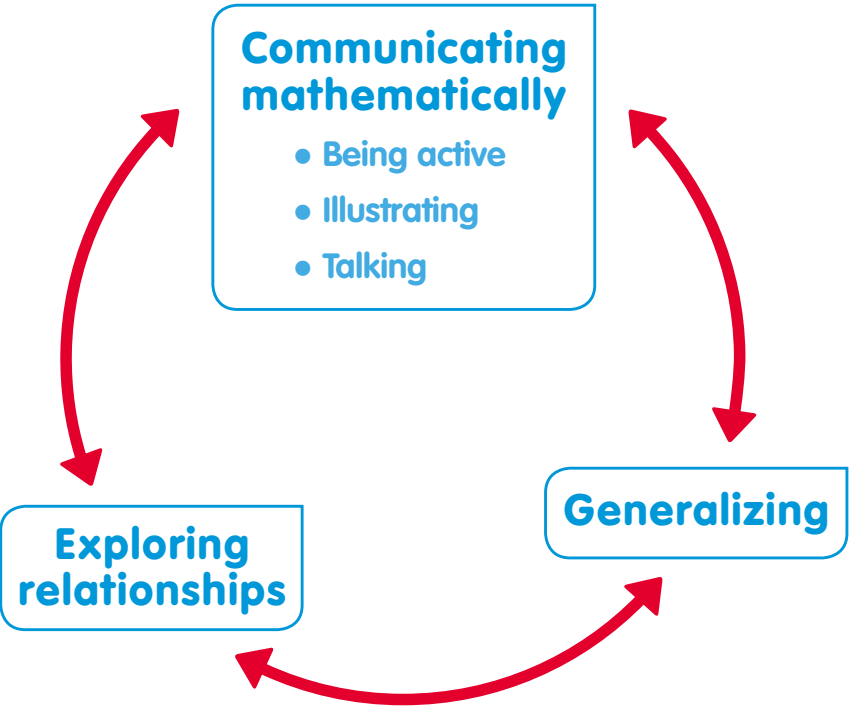 Communicating
mathematically
• Being active
• Illustrating
• Talking
Generalizing
Exploring
relationships